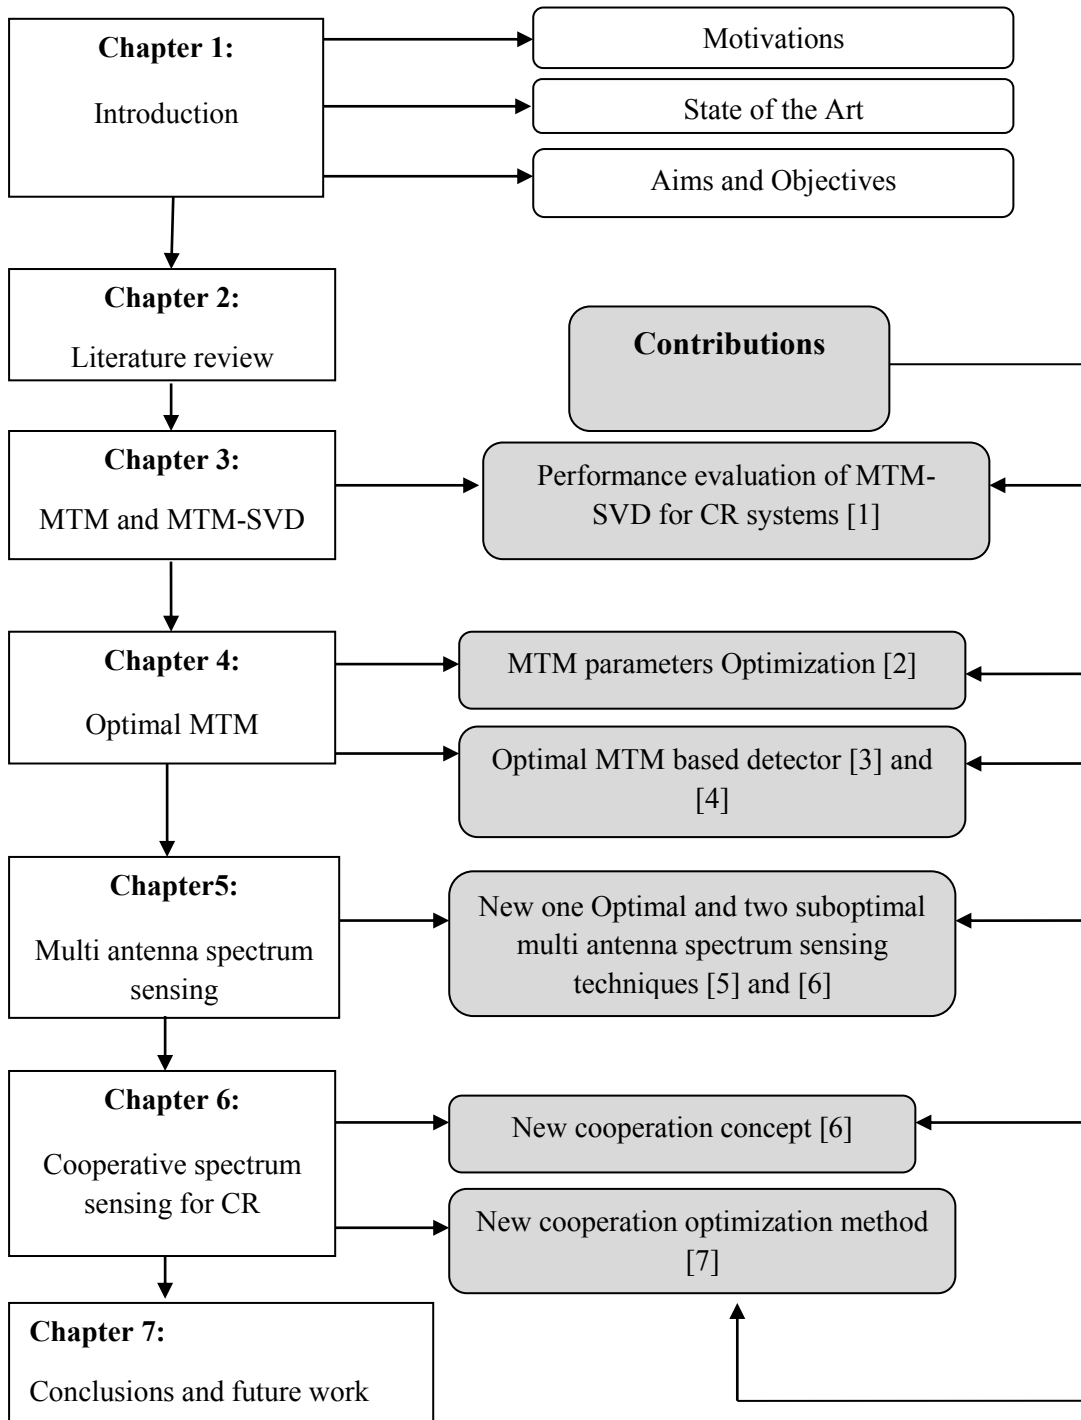 Chapter 1:
Introduction
Motivations
State of the Art
Aims and Objectives
Chapter 2:
Literature review
Contributions
Chapter 3:
MTM and MTM-SVD
Performance evaluation of MTM-
SVD for CR systems [1]
Chapter 4:
Optimal MTM
MTM parameters Optimization [2]
Optimal MTM based detector [3] and
[4]
Chapter5:
Multi antenna spectrum
sensing
New one Optimal and two suboptimal
multi antenna spectrum sensing
techniques [5] and [6]
Chapter 6:
Cooperative spectrum
sensing for CR
New cooperation concept [6]
New cooperation optimization method
[7]
Chapter 7:
Conclusions and future work